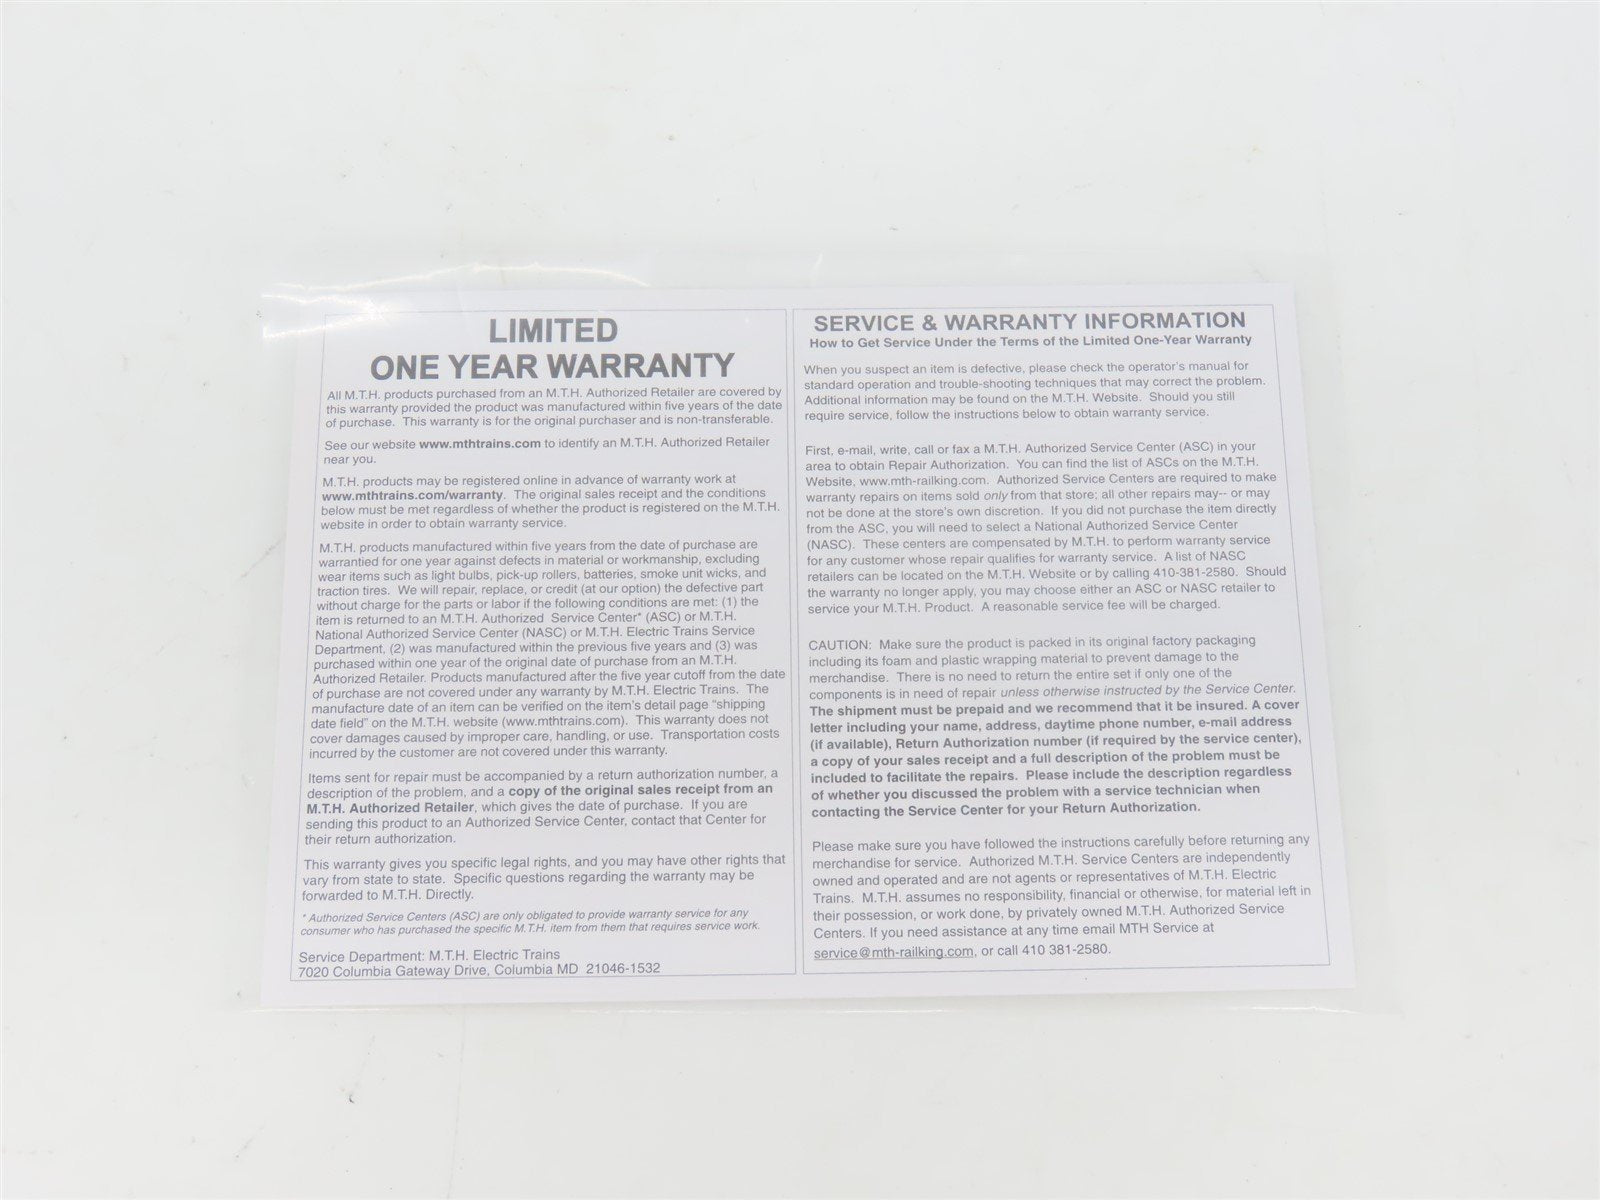 LIMITED
ONE YEAR WARRANTY
All M.T.H. products purchased from an M.T.H. Authorized Retailer are covered by
this warranty provided the product was manufactured within five years of the date
of purchase. This warranty is for the original purchaser and is non-transferable.
See our website www.mthtrains.com to identify an M.T.H. Authorized Retailer
near you.
M.T.H. products may be registered online in advance of warranty work at
www.mthtrains.com/warranty. The original sales receipt and the conditions
below must be met regardless of whether the product is registered on the M.T.H.
website in order to obtain warranty service.
M.T.H. products manufactured within five years from the date of purchase are
warrantied for one year against defects in material or workmanship, excluding
wear items such as light bulbs, pick-up rollers, batteries, smoke unit wicks, and
traction tires. We will repair, replace, or credit (at our option) the defective part
without charge for the parts or labor if the following conditions are met: (1) the
item is returned to an M.T.H. Authorized Service Center* (ASC) or M.T.H.
National Authorized Service Center (NASC) or M.T.H. Electric Trains Service
Department, (2) was manufactured within the previous five years and (3) was
purchased within one year of the original date of purchase from an M.T.H.
Authorized Retailer. Products manufactured after the five year cutoff from the date
of purchase are not covered under any warranty by M.T.H. Electric Trains. The
manufacture date of an item can be verified on the item's detail page "shipping
date field" on the M.T.H. website (www.mthtrains.com). This warranty does not
cover damages caused by improper care, handling, or use. Transportation costs
incurred by the customer are not covered under this warranty.
Items sent for repair must be accompanied by a return authorization number, a
description of the problem, and a copy of the original sales receipt from an
M.T.H. Authorized Retailer, which gives the date of purchase. If you are
sending this product to an Authorized Service Center, contact that Center for
their return authorization.
This warranty gives you specific legal rights, and you may have other rights that
vary from state to state. Specific questions regarding the warranty may be
forwarded to M.T.H. Directly.
* Authorized Service Centers (ASC) are only obligated to provide warranty service for any
consumer who has purchased the specific M.T.H. item from them that requires service work.
Service Department: M.T.H. Electric Trains
7020 Columbia Gateway Drive, Columbia MD 21046-1532
SERVICE & WARRANTY INFORMATION
How to Get Service Under the Terms of the Limited One-Year Warranty
When you suspect an item is defective, please check the operator's manual for
standard operation and trouble-shooting techniques that may correct the problem.
Additional information may be found on the M.T.H. Website. Should you still
require service, follow the instructions below to obtain warranty service.
First, e-mail, write, call or fax a M.T.H. Authorized Service Center (ASC) in your
area to obtain Repair Authorization. You can find the list of ASCs on the M.T.H.
Website, www.mth-railking.com. Authorized Service Centers are required to make
warranty repairs on items sold only from that store; all other repairs may-- or may
not be done at the store's own discretion. If you did not purchase the item directly
from the ASC, you will need to select a National Authorized Service Center
(NASC). These centers are compensated by M.T.H. to perform warranty service
for any customer whose repair qualifies for warranty service. A list of NASC
retailers can be located on the M.T.H. Website or by calling 410-381-2580. Should
the warranty no longer apply, you may choose either an ASC or NASC retailer to
service your M.T.H. Product. A reasonable service fee will be charged.
CAUTION: Make sure the product is packed in its original factory packaging
including its foam and plastic wrapping material to prevent damage to the
merchandise. There is no need to return the entire set if only one of the
components is in need of repair unless otherwise instructed by the Service Center.
The shipment must be prepaid and we recommend that it be insured. A cover
letter including your name, address, daytime phone number, e-mail address
(if available), Return Authorization number (if required by the service center),
a copy of your sales receipt and a full description of the problem must be
included to facilitate the repairs. Please include the description regardless
of whether you discussed the problem with a service technician when
contacting the Service Center for your Return Authorization.
Please make sure you have followed the instructions carefully before returning any
merchandise for service. Authorized M.T.H. Service Centers are independently
owned and operated and are not agents or representatives of M.T.H. Electric
Trains. M.T.H. assumes no responsibility, financial or otherwise, for material left in
their possession, or work done, by privately owned M.T.H. Authorized Service
Centers. If you need assistance at any time email MTH Service at
service@mth-railking.com, or call 410 381-2580.